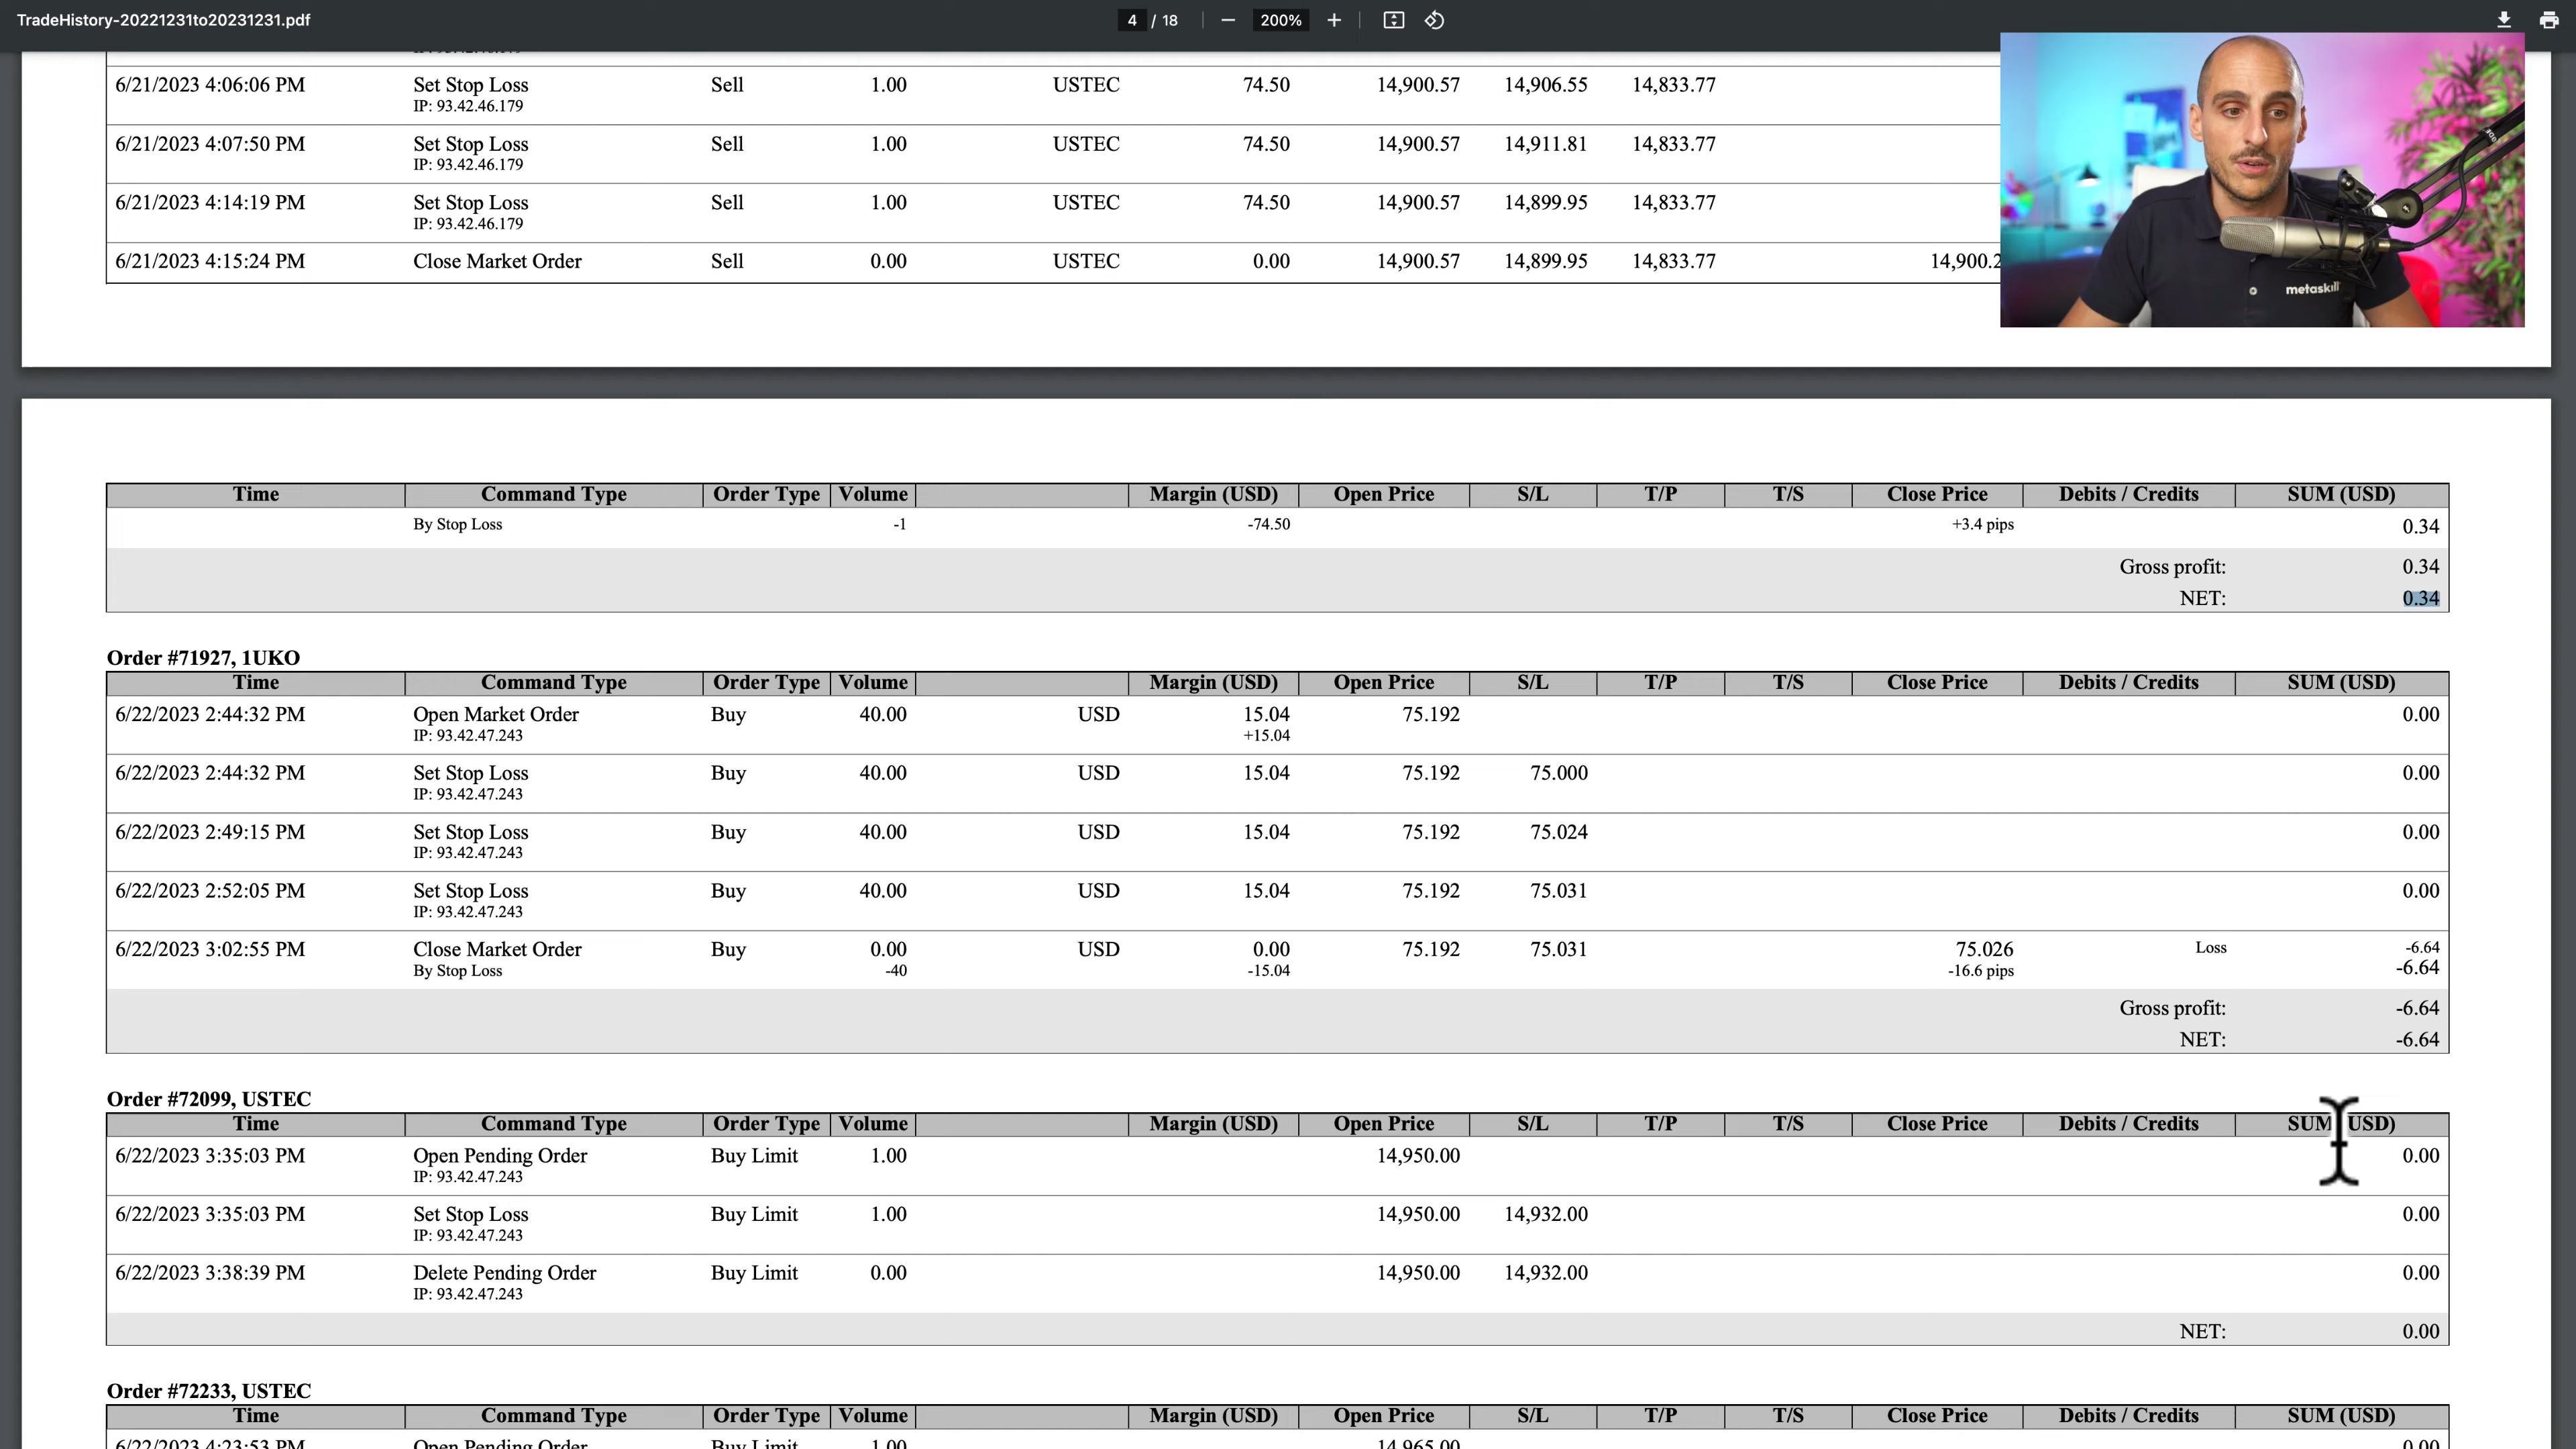 TradeHistory-20221231to20231231.pdf 4 / 18 200%
6/21/2023 4:06:06 PM Set Stop Loss Sell 1.00 USTEC 74.50 14,900.57 14,906.55 14,833.77
IP: 93.42.46.179
6/21/2023 4:07:50 PM Set Stop Loss Sell 1.00 USTEC 74.50 14,900.57 14,911.81 14,833.77
IP: 93.42.46.179
6/21/2023 4:14:19 PM Set Stop Loss Sell 1.00 USTEC 74.50 14,900.57 14,899.95 14,833.77
IP: 93.42.46.179
6/21/2023 4:15:24 PM Close Market Order Sell 0.00 USTEC 0.00 14,900.57 14,899.95 14,833.77 14,900.2
metaskill
Time Command Type Order Type Volume Margin (USD) Open Price S/L T/P T/S Close Price Debits / Credits SUM (USD)
By Stop Loss -1 -74.50 +3.4 pips 0.34
Gross profit: 0.34
NET: 0.34
Order #71927, 1UKO
Time Command Type Order Type Volume Margin (USD) Open Price S/L T/P T/S Close Price Debits / Credits SUM (USD)
6/22/2023 2:44:32 PM Open Market Order Buy 40.00 USD 15.04 75.192 0.00
IP: 93.42.47.243 +15.04
6/22/2023 2:44:32 PM Set Stop Loss Buy 40.00 USD 15.04 75.192 75.000 0.00
IP: 93.42.47.243
6/22/2023 2:49:15 PM Set Stop Loss Buy 40.00 USD 15.04 75.192 75.024 0.00
IP: 93.42.47.243
6/22/2023 2:52:05 PM Set Stop Loss Buy 40.00 USD 15.04 75.192 75.031 0.00
IP: 93.42.47.243
6/22/2023 3:02:55 PM Close Market Order Buy 0.00 USD 0.00 75.192 75.031 75.026 Loss -6.64
By Stop Loss -40 -15.04 -16.6 pips -6.64
Gross profit: -6.64
NET: -6.64
Order #72099, USTEC
Time Command Type Order Type Volume Margin (USD) Open Price S/L T/P T/S Close Price Debits / Credits SUM (USD)
6/22/2023 3:35:03 PM Open Pending Order Buy Limit 1.00 14,950.00 0.00
IP: 93.42.47.243
6/22/2023 3:35:03 PM Set Stop Loss Buy Limit 1.00 14,950.00 14,932.00 0.00
IP: 93.42.47.243
6/22/2023 3:38:39 PM Delete Pending Order Buy Limit 0.00 14,950.00 14,932.00 0.00
IP: 93.42.47.243
NET: 0.00
Order #72233, USTEC
Time Command Type Order Type Volume Margin (USD) Open Price S/L T/P T/S Close Price Debits / Credits SUM (USD)
6/22/2023 4:23:53 PM Open Pending Order Buy Limit 1.00 14,965.00 0.00